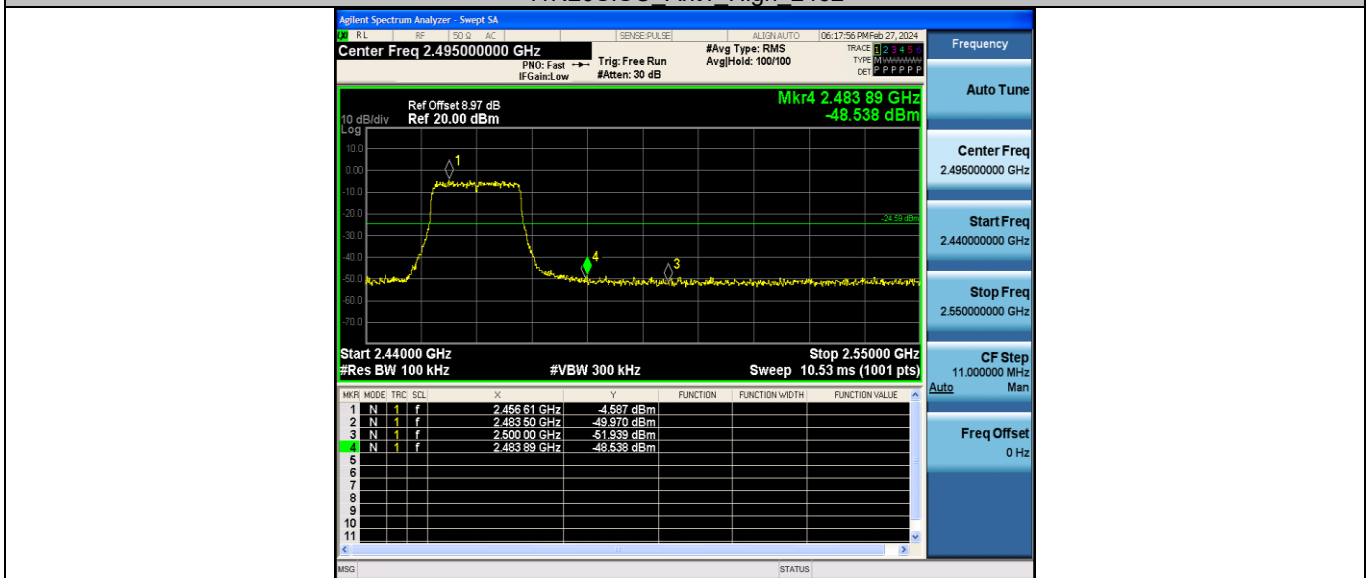 Agilent Spectrum Analyzer - Swept SA
RL RF 50 Ω AC SENSE:PULSE ALIGN AUTO 06:17:56 PM Feb 27, 2024
Center Freq 2.495000000 GHz
PNO: Fast
IFGain:Low
Trig: Free Run
#Atten: 30 dB
#Avg Type: RMS
Avg|Hold: 100/100
TRACE 1 2 3 4 5 6
TYPE M
DET P P P P P P
Ref Offset 8.97 dB
10 dB/div Ref 20.00 dBm
Log
Mkr4 2.483 89 GHz
-48.538 dBm
10.0
0.00
-10.0
-20.0
-30.0
-40.0
-50.0
-60.0
-70.0
1
4
3
-24.59 dBm
Start 2.44000 GHz Stop 2.55000 GHz
#Res BW 100 kHz #VBW 300 kHz Sweep 10.53 ms (1001 pts)
MKR MODE TRC SCL X Y FUNCTION FUNCTION WIDTH FUNCTION VALUE
1 N 1 f 2.456 61 GHz -4.587 dBm
2 N 1 f 2.483 50 GHz -49.970 dBm
3 N 1 f 2.500 00 GHz -51.939 dBm
4 N 1 f 2.483 89 GHz -48.538 dBm
5
6
7
8
9
10
11
MSG STATUS
Frequency
Auto Tune
Center Freq
2.495000000 GHz
Start Freq
2.440000000 GHz
Stop Freq
2.550000000 GHz
CF Step
11.000000 MHz
Auto Man
Freq Offset
0 Hz